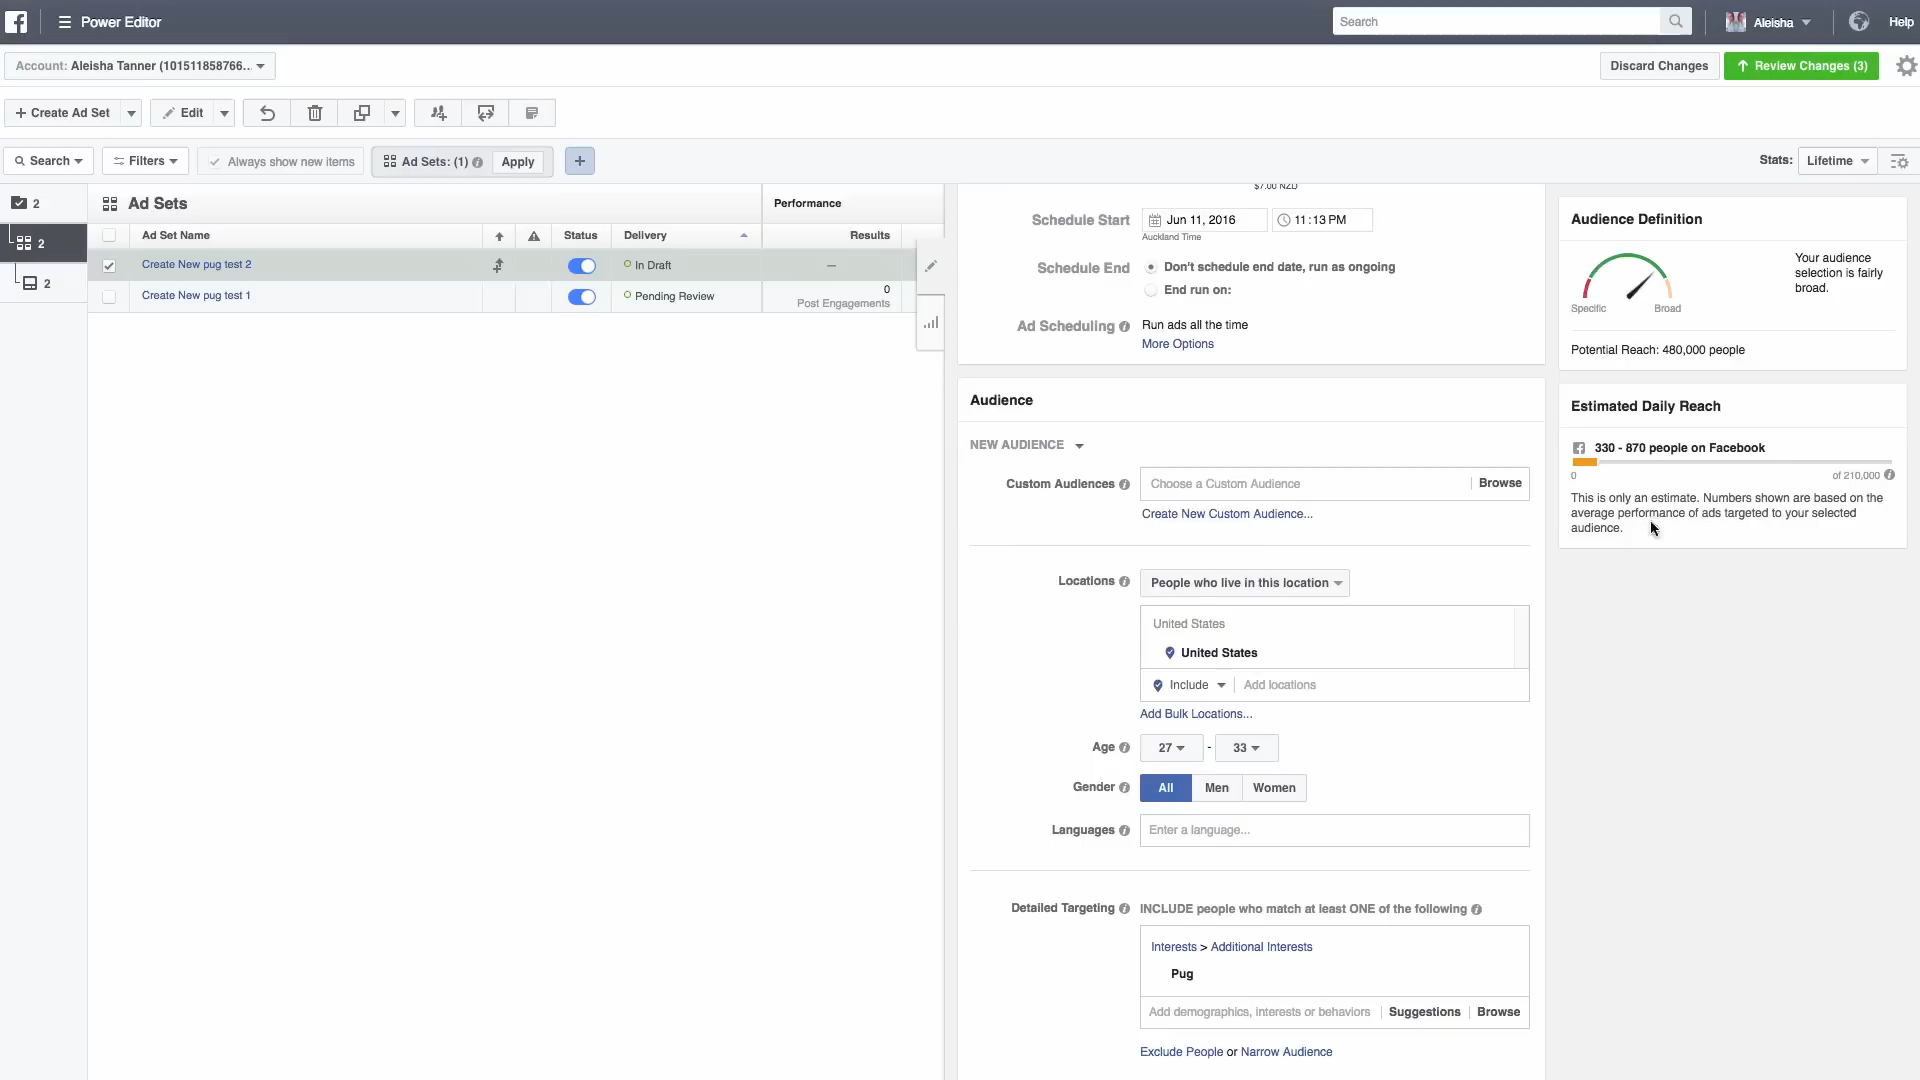 Power Editor
Search
Aleisha
Help
Account: Aleisha Tanner (101511858766...
Discard Changes
Review Changes (3)
+ Create Ad Set
Edit
Search
Filters
Always show new items
Ad Sets: (1)
Apply
+
Stats:
Lifetime
2
2
2
Ad Sets
Performance
Ad Set Name
Status
Delivery
Results
Create New pug test 2
In Draft
—
Create New pug test 1
Pending Review
0
Post Engagements
$7.00 NZD
Schedule Start
Jun 11, 2016
11:13 PM
Auckland Time
Schedule End
Don't schedule end date, run as ongoing
End run on:
Ad Scheduling
Run ads all the time
More Options
Audience
NEW AUDIENCE
Custom Audiences
Choose a Custom Audience
Browse
Create New Custom Audience...
Locations
People who live in this location
United States
United States
Include
Add locations
Add Bulk Locations...
Age
27
-
33
Gender
All
Men
Women
Languages
Enter a language...
Detailed Targeting
INCLUDE people who match at least ONE of the following
Interests > Additional Interests
Pug
Add demographics, interests or behaviors
Suggestions
Browse
Exclude People or Narrow Audience
Audience Definition
Specific
Broad
Your audience
selection is fairly
broad.
Potential Reach: 480,000 people
Estimated Daily Reach
330 - 870 people on Facebook
0
of 210,000
This is only an estimate. Numbers shown are based on the
average performance of ads targeted to your selected
audience.